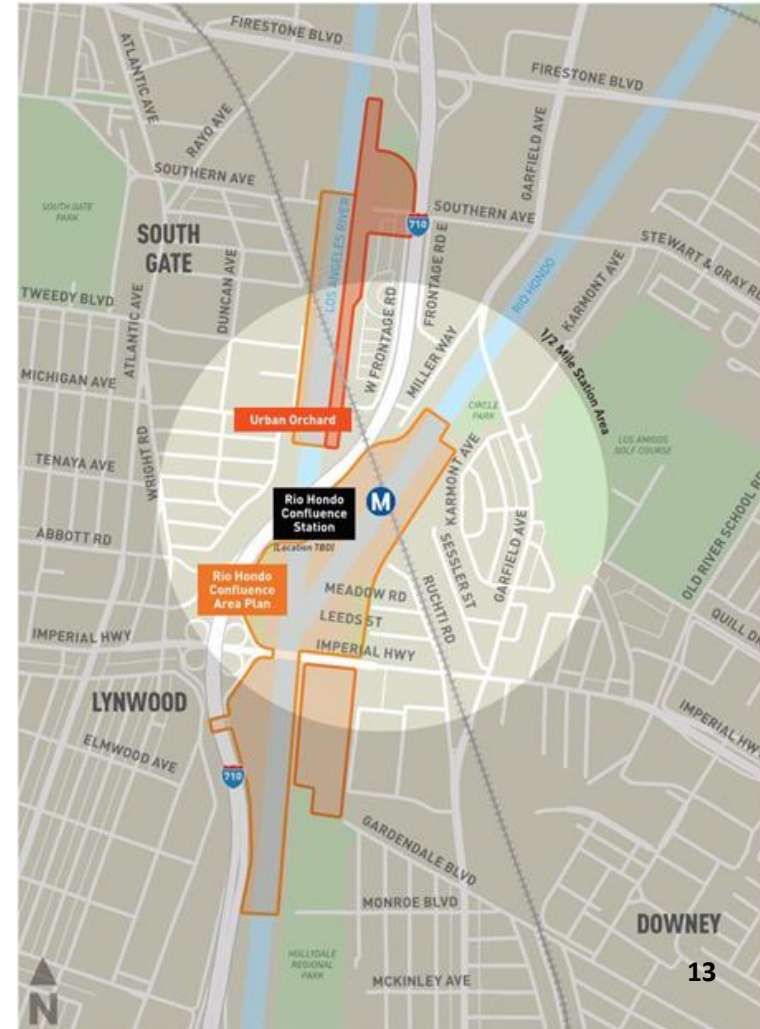 FIRESTONE BLVD
FIRESTONE BLVD
ATLANTIC AVE
RAYO AVE
GARFIELD AVE
SOUTHERN AVE
SOUTH GATE
PARK
LOS ANGELES RIVER
710
SOUTHERN AVE
SOUTH
GATE
STEWART & GRAY RD
DUNCAN AVE
FRONTAGE RD E
RIO HONDO
KARMONT AVE
TWEEDY BLVD
ATLANTIC AVE
W FRONTAGE RD
MILLER WAY
1/2 Mile Station Area
MICHIGAN AVE
CIRCLE
PARK
Urban Orchard
LOS AMIGOS
GOLF COURSE
WRIGHT RD
TENAYA AVE
KARMONT AVE
Rio Hondo
Confluence
Station
M
(Location TBD)
OLD RIVER SCHOOL RD
ABBOTT RD
SESSLER ST
GARFIELD AVE
Rio Hondo
Confluence
Area Plan
MEADOW RD
RUCHTI RD
LEEDS ST
QUILL DR
IMPERIAL HWY
IMPERIAL HWY
LYNWOOD
IMPERIAL HWY
ELMWOOD AVE
710
GARDENDALE BLVD
MONROE BLVD
DOWNEY
HOLLYDALE
REGIONAL
PARK
13
MCKINLEY AVE
N